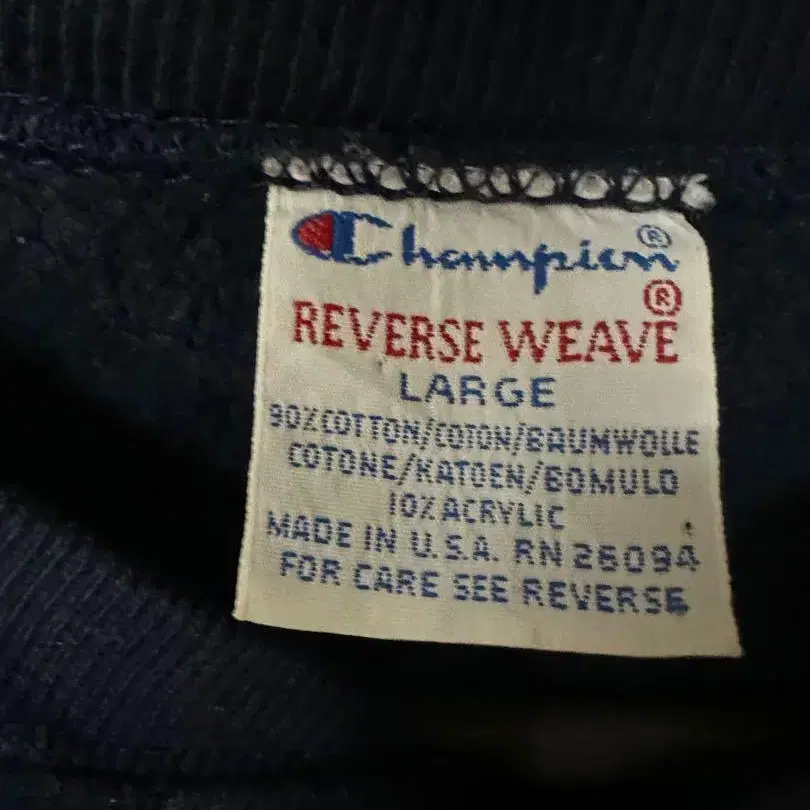 Champion®
®
REVERSE WEAVE
LARGE
90%COTTON/COTON/BAUMWOLLE
COTONE/KATOEN/BOMULD
10%ACRYLIC
MADE IN U.S.A. RN 26094
FOR CARE SEE REVERSE